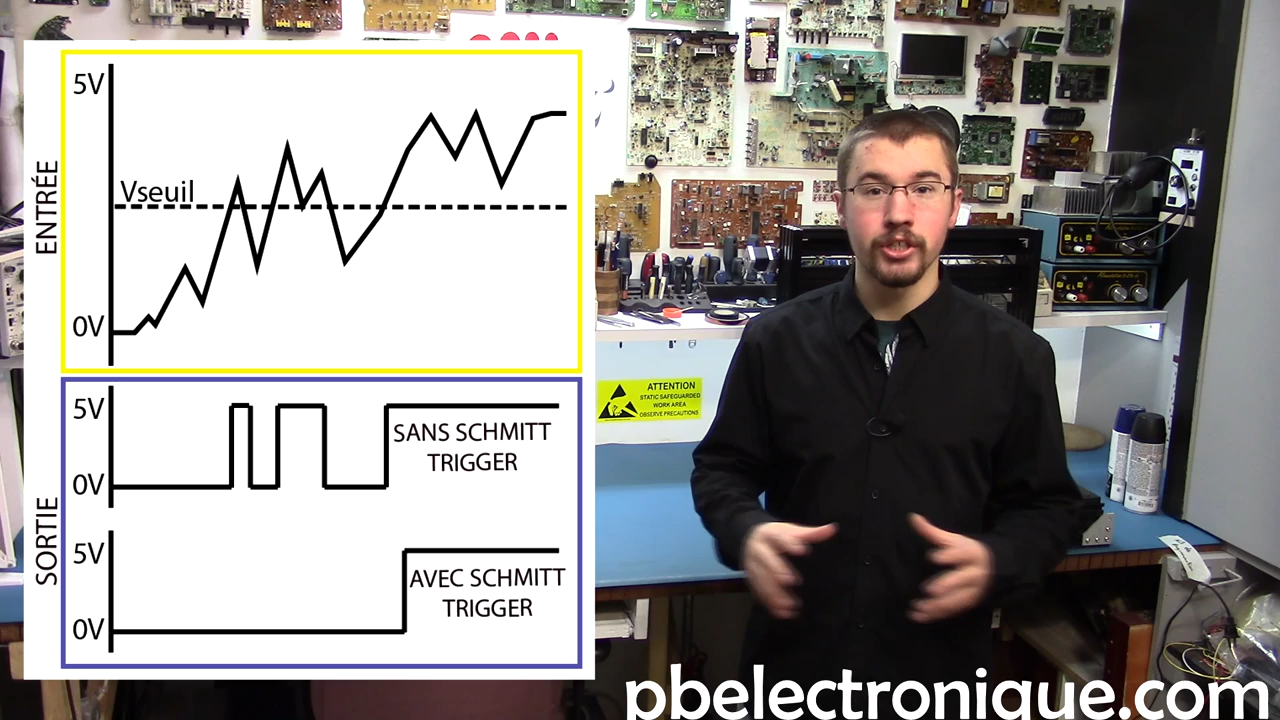 ENTRÉE
5V
Vseuil
0V
SORTIE
5V
0V
SANS SCHMITT
TRIGGER
5V
0V
AVEC SCHMITT
TRIGGER
ATTENTION
STATIC SAFEGUARDED
WORK AREA
OBSERVE PRECAUTIONS
pbelectronique.com